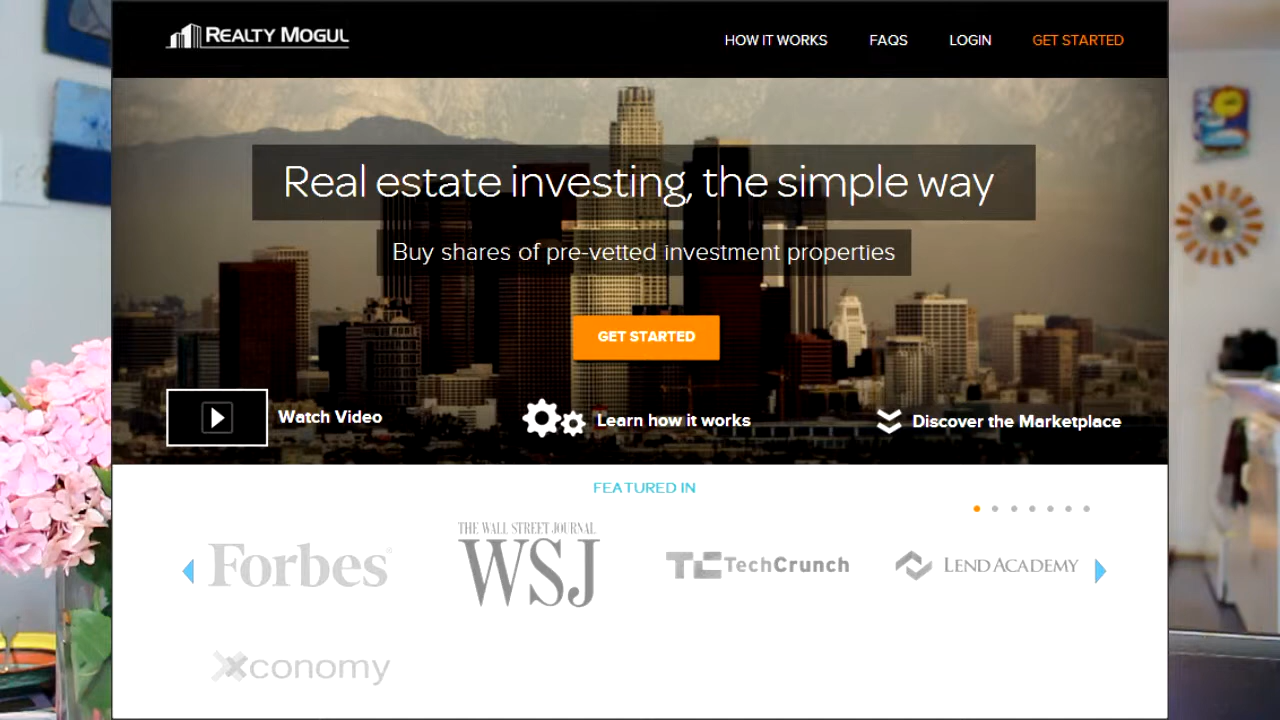 REALTY MOGUL
HOW IT WORKS FAQS LOGIN GET STARTED
Real estate investing, the simple way
Buy shares of pre-vetted investment properties
GET STARTED
Watch Video Learn how it works Discover the Marketplace
FEATURED IN
Forbes
THE WALL STREET JOURNAL
WSJ
TC TechCrunch
LEND ACADEMY
Xconomy